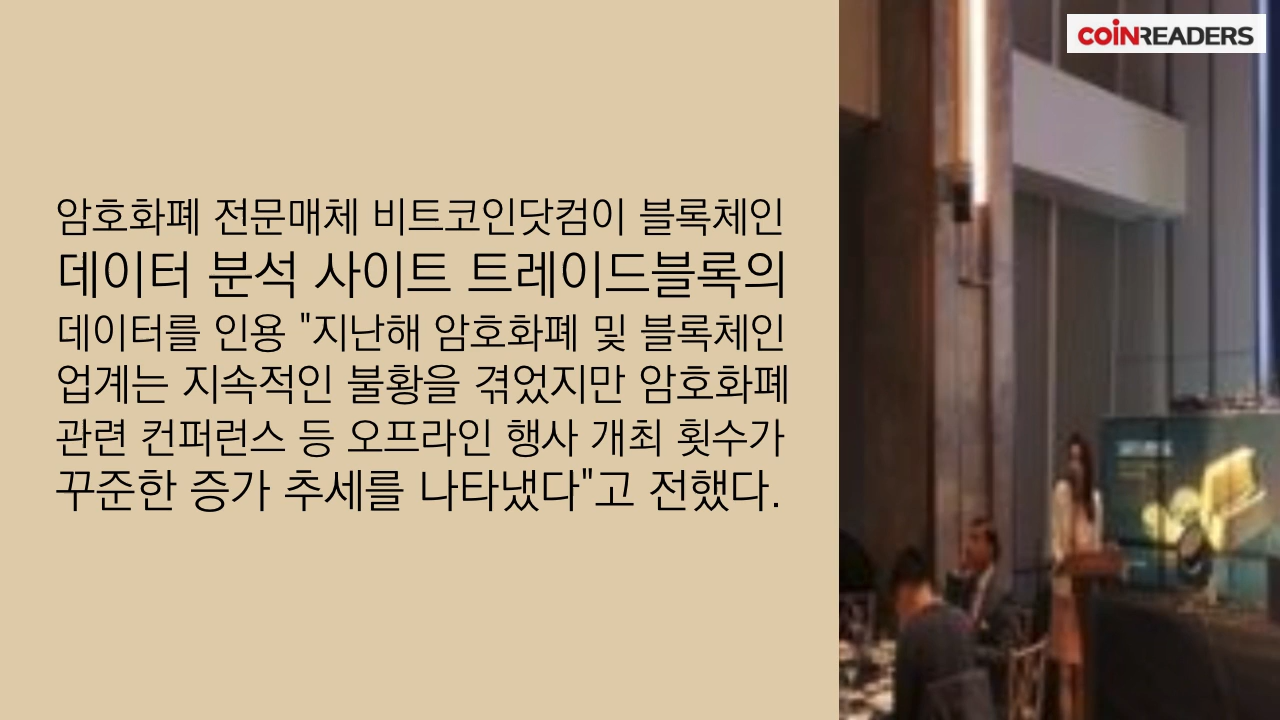 COINREADERS
암호화폐 전문매체 비트코인닷컴이 블록체인
데이터 분석 사이트 트레이드블록의
데이터를 인용 "지난해 암호화폐 및 블록체인
업계는 지속적인 불황을 겪었지만 암호화폐
관련 컨퍼런스 등 오프라인 행사 개최 횟수가
꾸준한 증가 추세를 나타냈다"고 전했다.